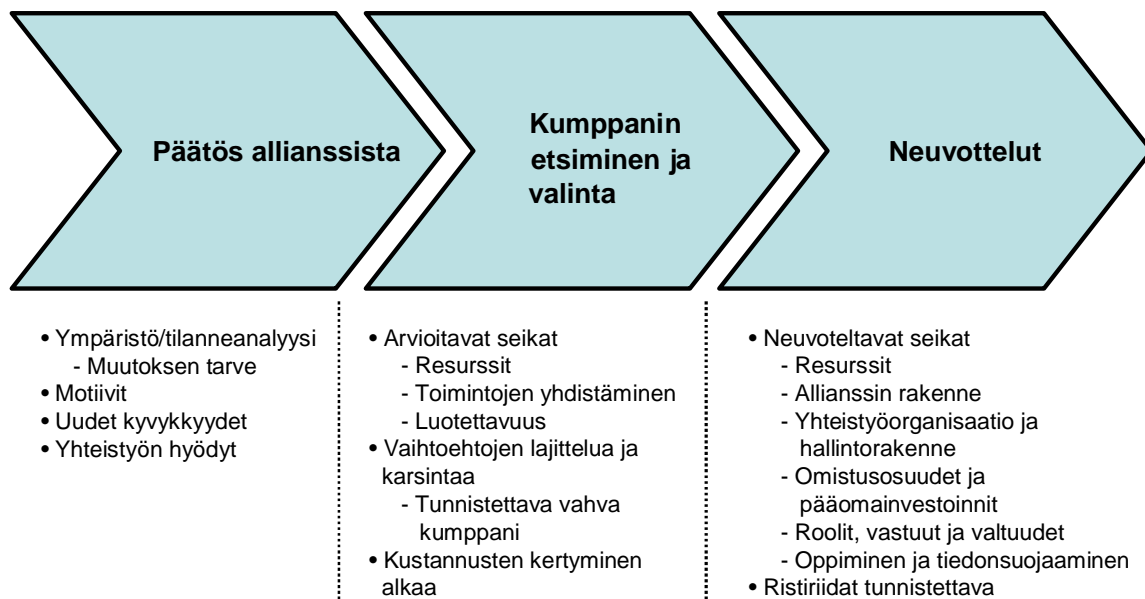 Päätös allianssista
Kumppanin
etsiminen ja
valinta
Neuvottelut
• Ympäristö/tilanneanalyysi
- Muutoksen tarve
• Motiivit
• Uudet kyvykkyydet
• Yhteistyön hyödyt
• Arvioitavat seikat
- Resurssit
- Toimintojen yhdistäminen
- Luotettavuus
• Vaihtoehtojen lajittelua ja
karsintaa
- Tunnistettava vahva
kumppani
• Kustannusten kertyminen
alkaa
• Neuvoteltavat seikat
- Resurssit
- Allianssin rakenne
- Yhteistyöorganisaatio ja
hallintorakenne
- Omistusosuudet ja
pääomainvestoinnit
- Roolit, vastuut ja valtuudet
- Oppiminen ja tiedonsuojaaminen
• Ristiriidat tunnistettava